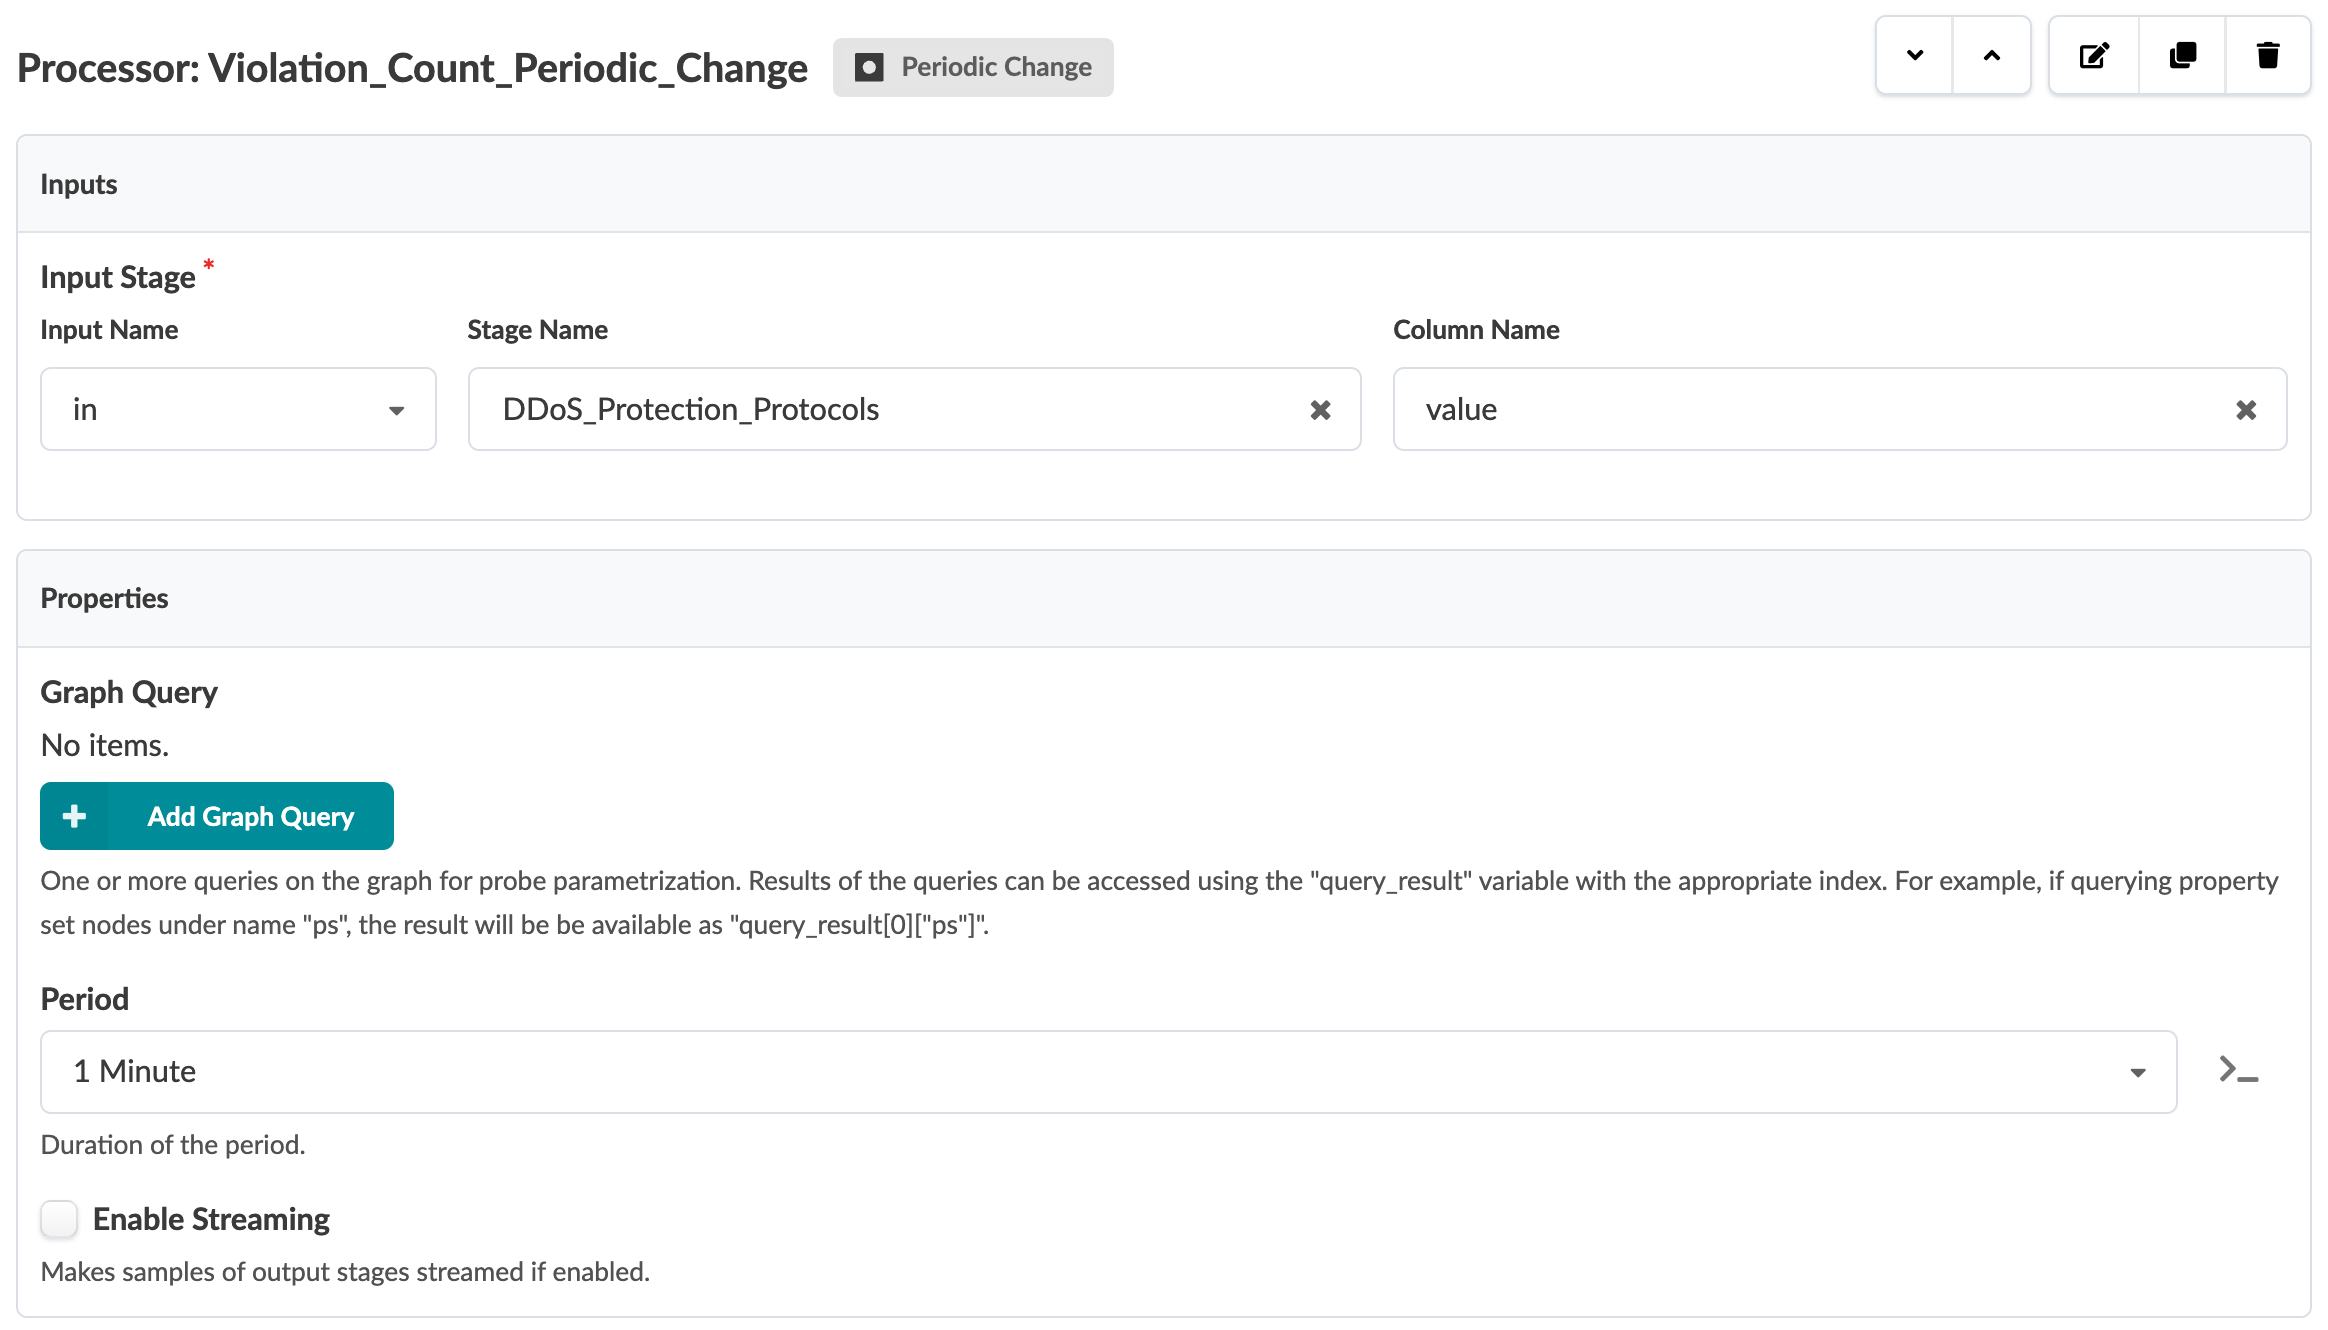 Processor: Violation_Count_Periodic_Change
Periodic Change
Inputs
Input Stage *
Input Name
Stage Name
Column Name
in
DDoS_Protection_Protocols
value
Properties
Graph Query
No items.
Add Graph Query
One or more queries on the graph for probe parametrization. Results of the queries can be accessed using the "query_result" variable with the appropriate index. For example, if querying property
set nodes under name "ps", the result will be be available as "query_result[0]["ps"]".
Period
1 Minute
Duration of the period.
Enable Streaming
Makes samples of output stages streamed if enabled.